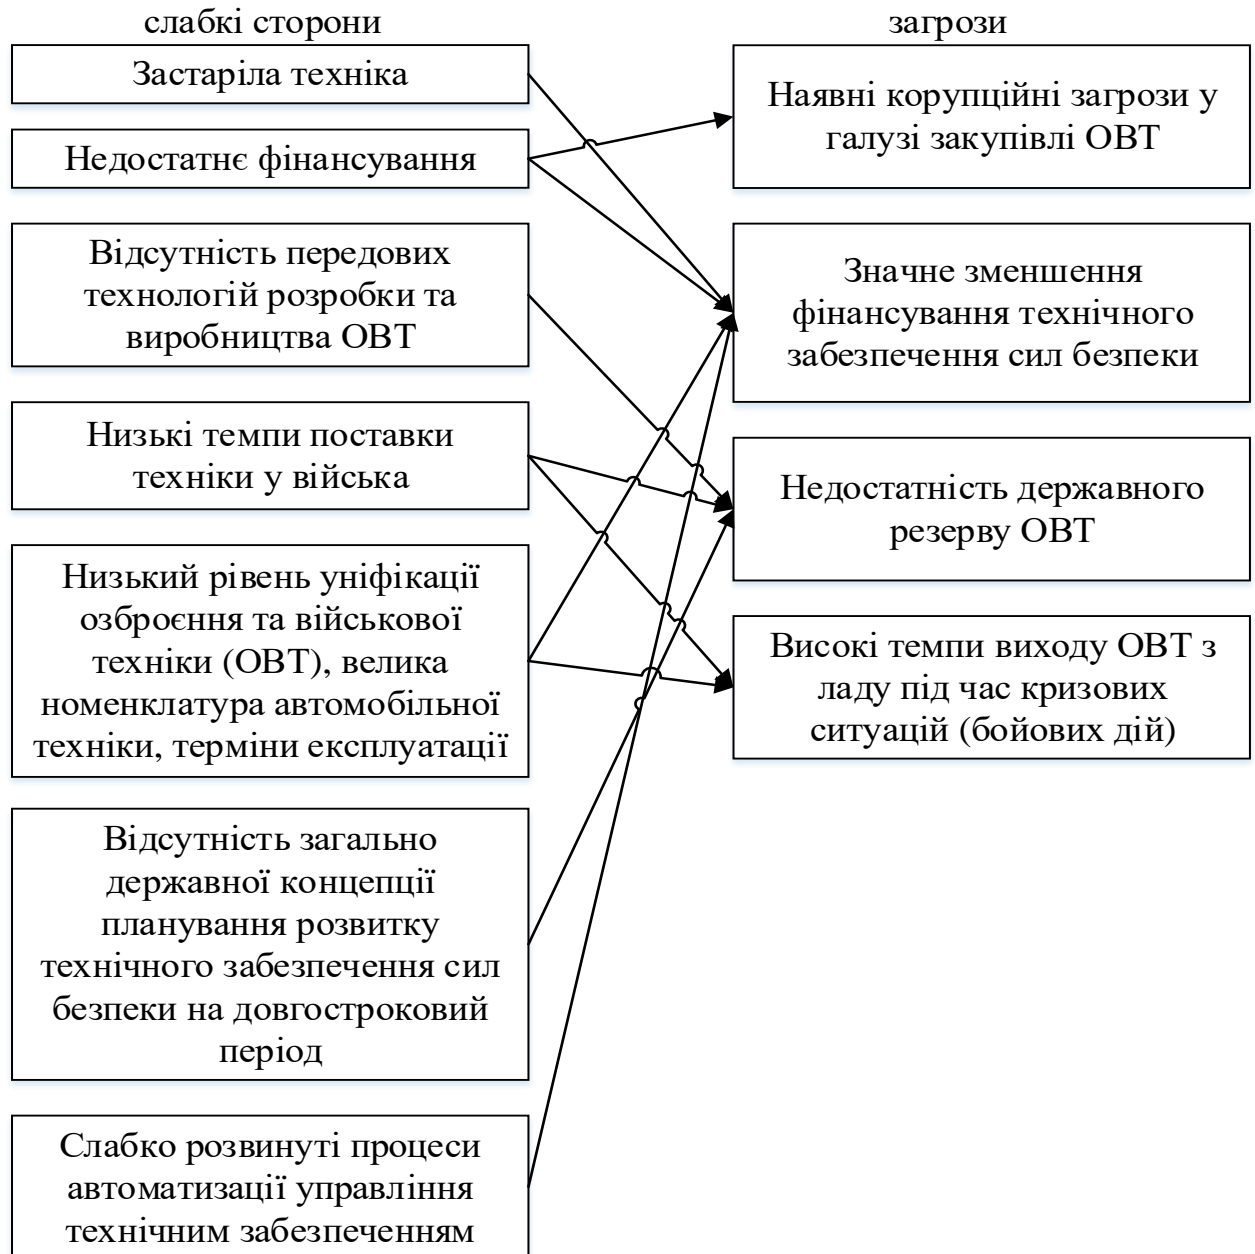 слабкі сторони
Застаріла техніка
Недостатнє фінансування
Відсутність передових
технологій розробки та
виробництва ОВТ
Низькі темпи поставки
техніки у війська
Низький рівень уніфікації
озброєння та військової
техніки (ОВТ), велика
номенклатура автомобільної
техніки, терміни експлуатації
Відсутність загально
державної концепції
планування розвитку
технічного забезпечення сил
безпеки на довгостроковий
період
Слабко розвинуті процеси
автоматизації управління
технічним забезпеченням
загрози
Наявні корупційні загрози у
галузі закупівлі ОВТ
Значне зменшення
фінансування технічного
забезпечення сил безпеки
Недостатність державного
резерву ОВТ
Високі темпи виходу ОВТ з
ладу під час кризових
ситуацій (бойових дій)